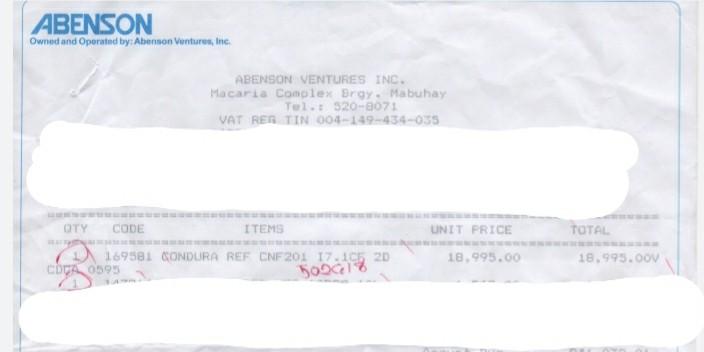 ABENSON
Owned and Operated by: Abenson Ventures, Inc.
ABENSON VENTURES INC.
Macaria Complex Brgy. Mabuhay
Tel.: 520-8071
VAT REG TIN 004-149-434-035
QTY CODE ITEMS UNIT PRICE TOTAL
1 169581 CONDURA REF CNF201 I7.1CF 2D 18,995.00 18,995.00V
CDGA 0595
1